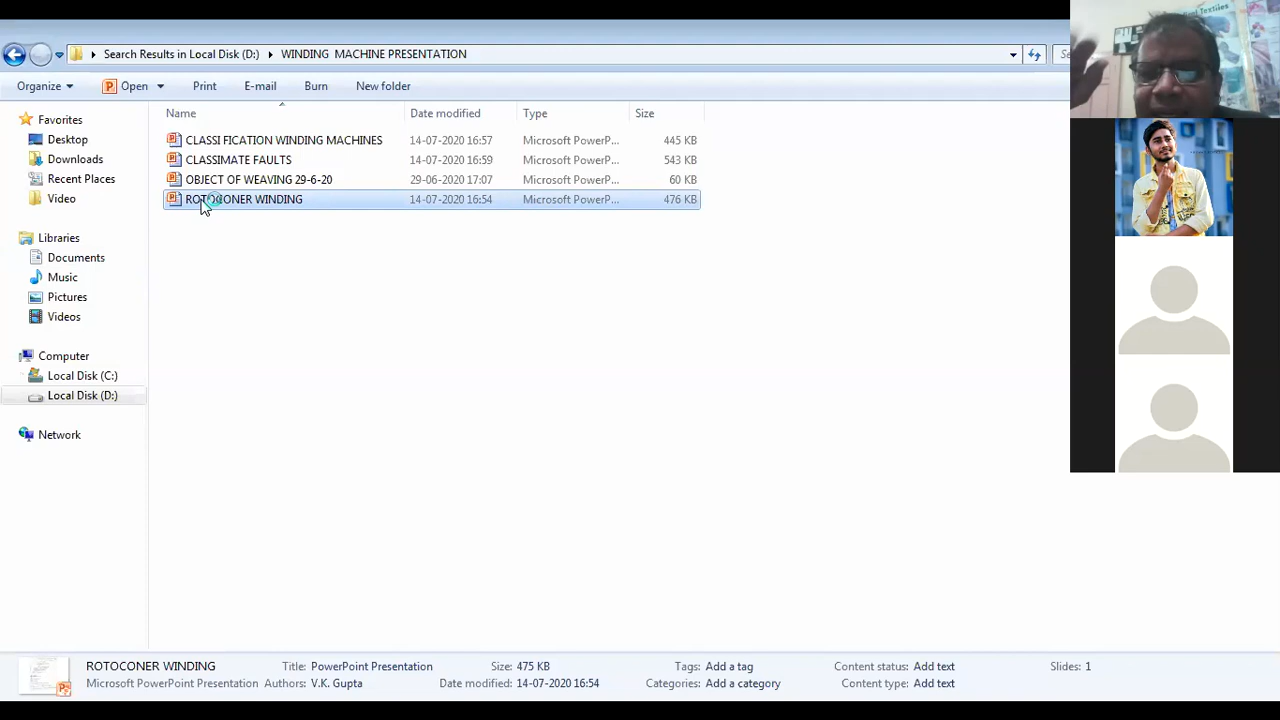 Search Results in Local Disk (D:) WINDING MACHINE PRESENTATION
Organize Open Print E-mail Burn New folder
Name Date modified Type Size
Favorites
Desktop
Downloads
Recent Places
Video
Libraries
Documents
Music
Pictures
Videos
Computer
Local Disk (C:)
Local Disk (D:)
Network
CLASSI FICATION WINDING MACHINES 14-07-2020 16:57 Microsoft PowerP... 445 KB
CLASSIMATE FAULTS 14-07-2020 16:59 Microsoft PowerP... 543 KB
OBJECT OF WEAVING 29-6-20 29-06-2020 17:07 Microsoft PowerP... 60 KB
ROTOCONER WINDING 14-07-2020 16:54 Microsoft PowerP... 476 KB
ROTOCONER WINDING Title: PowerPoint Presentation Size: 475 KB Tags: Add a tag Content status: Add text Slides: 1
Microsoft PowerPoint Presentation Authors: V.K. Gupta Date modified: 14-07-2020 16:54 Categories: Add a category Content type: Add text
Textiles